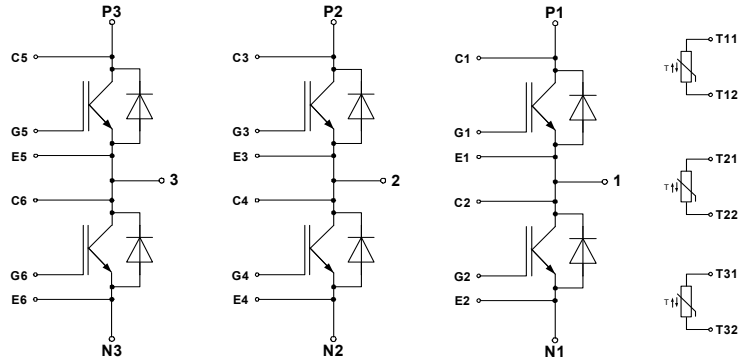 P3 P2 P1
T11
C5 C3 C1
T↑↓
T12
G5 G3 G1
E5 E3 E1
T21
3 2 1
T↑↓
C6 C4 C2
T22
G6 G4 G2
T31
E6 E4 E2
T↑↓
T32
N3 N2 N1